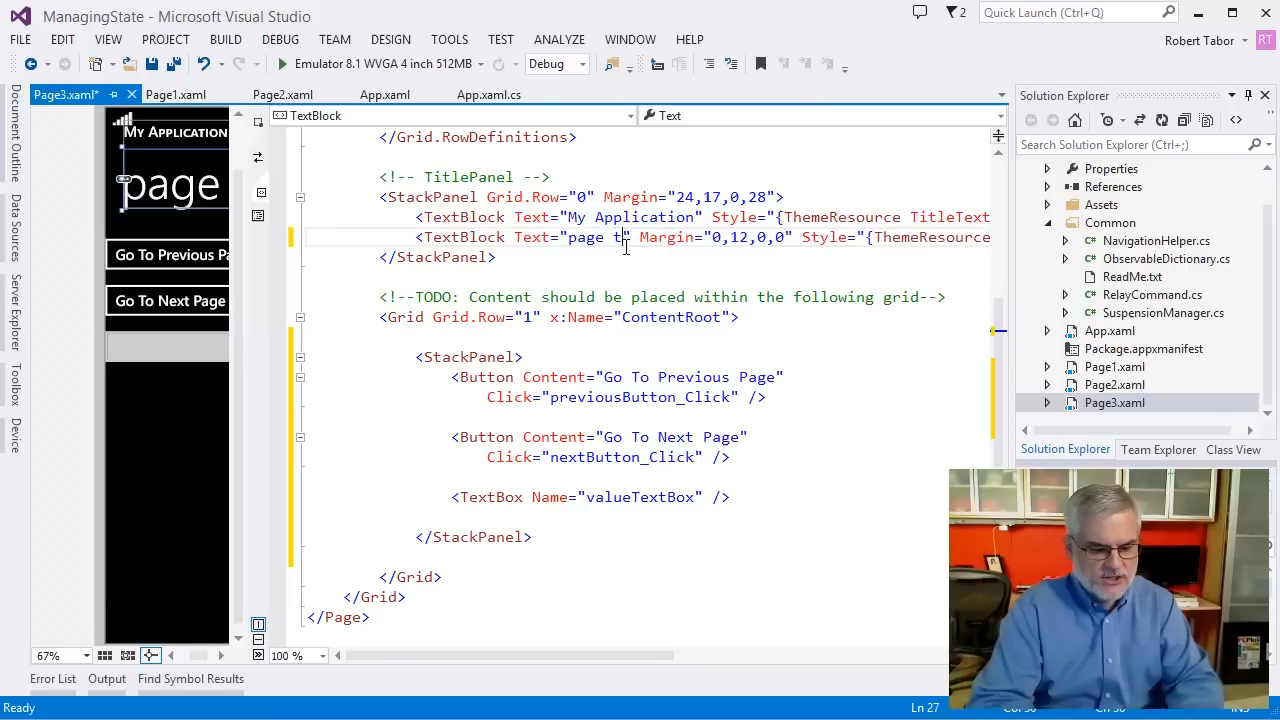 ManagingState - Microsoft Visual Studio
2
Quick Launch (Ctrl+Q)
FILE EDIT VIEW PROJECT BUILD DEBUG TEAM TOOLS TEST DESIGN ANALYZE WINDOW HELP
Robert Tabor RT
Emulator 8.1 WVGA 4 inch 512MB Debug
Page3.xaml* Page1.xaml Page2.xaml App.xaml App.xaml.cs
Document Outline
Data Sources
Server Explorer
Toolbox
Device
MY APPLICATION
page
Go To Previous Pa
Go To Next Page
TextBlock Text
</Grid.RowDefinitions>
<!-- TitlePanel -->
<StackPanel Grid.Row="0" Margin="24,17,0,28">
<TextBlock Text="My Application" Style="{ThemeResource TitleText
<TextBlock Text="page t" Margin="0,12,0,0" Style="{ThemeResource
</StackPanel>
<!--TODO: Content should be placed within the following grid-->
<Grid Grid.Row="1" x:Name="ContentRoot">
<StackPanel>
<Button Content="Go To Previous Page"
Click="previousButton_Click" />
<Button Content="Go To Next Page"
Click="nextButton_Click" />
<TextBox Name="valueTextBox" />
</StackPanel>
</Grid>
</Grid>
</Page>
67%
100 %
Solution Explorer
Search Solution Explorer (Ctrl+;)
Properties
References
Assets
Common
NavigationHelper.cs
ObservableDictionary.cs
ReadMe.txt
RelayCommand.cs
SuspensionManager.cs
App.xaml
Package.appxmanifest
Page1.xaml
Page2.xaml
Page3.xaml
Solution Explorer Team Explorer Class View
Error List Output Find Symbol Results
Ready
Ln 27